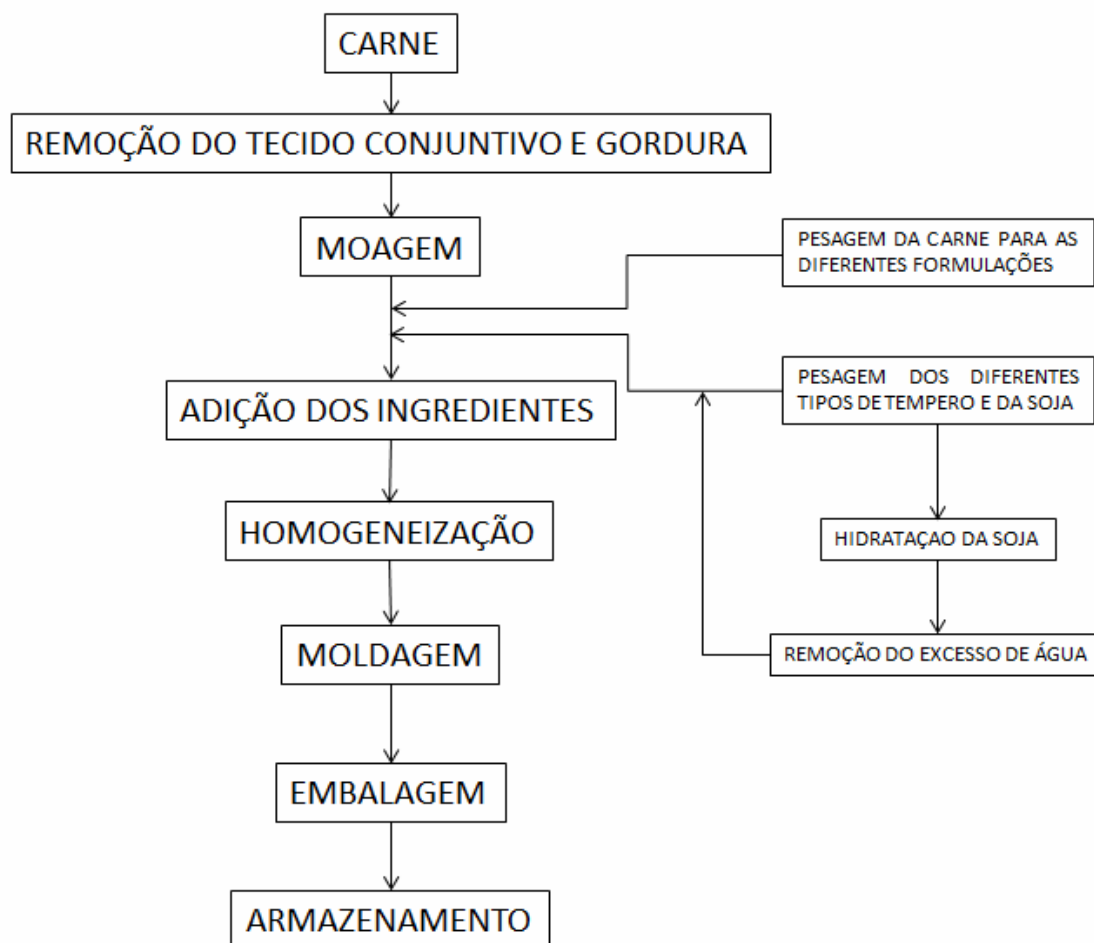 CARNE
REMOÇÃO DO TECIDO CONJUNTIVO E GORDURA
MOAGEM
PESAGEM DA CARNE PARA AS
DIFERENTES FORMULAÇÕES
PESAGEM DOS DIFERENTES
TIPOS DE TEMPERO E DA SOJA
ADIÇÃO DOS INGREDIENTES
HOMOGENEIZAÇÃO
HIDRATAÇAO DA SOJA
MOLDAGEM
REMOÇÃO DO EXCESSO DE ÁGUA
EMBALAGEM
ARMAZENAMENTO